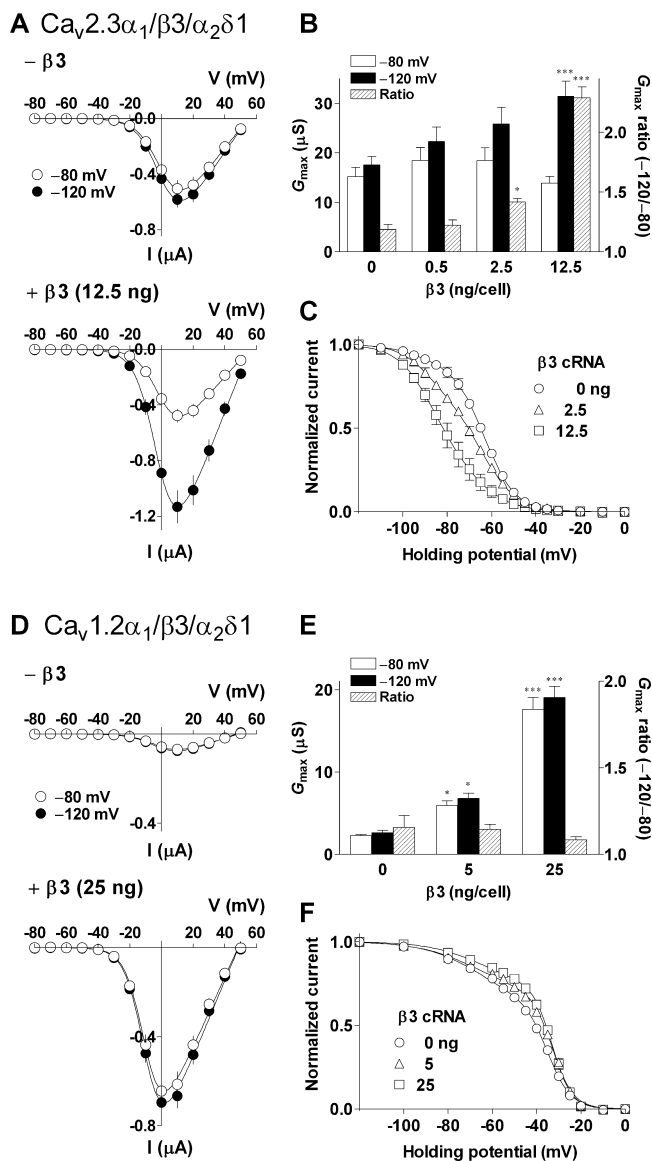 A Cav2.3α1/β3/α2δ1
− β3
V (mV)
-80 -60 -40 -20 0 20 40 60
-0.0
-0.4
-0.8
−80 mV
−120 mV
I (μA)
+ β3 (12.5 ng)
V (mV)
-80 -60 -40 -20 0 20 40 60
-0.0
-0.4
-0.8
-1.2
I (μA)
B
−80 mV
−120 mV
Ratio
Gmax (μS)
30
20
10
0
*
***
***
2.0
1.5
1.0
Gmax ratio (−120/−80)
0 0.5 2.5 12.5
β3 (ng/cell)
C
Normalized current
1.0
0.5
0.0
β3 cRNA
0 ng
2.5
12.5
-100 -80 -60 -40 -20 0
Holding potential (mV)
D Cav1.2α1/β3/α2δ1
− β3
V (mV)
-80 -60 -40 -20 0 20 40 60
−80 mV
−120 mV
-0.4
I (μA)
+ β3 (25 ng)
V (mV)
-80 -60 -40 -20 0 20 40 60
-0.4
-0.8
I (μA)
E
−80 mV
−120 mV
Ratio
Gmax (μS)
20
10
0
*
*
***
***
2.0
1.5
1.0
Gmax ratio (−120/−80)
0 5 25
β3 (ng/cell)
F
Normalized current
1.0
0.5
0.0
β3 cRNA
0 ng
5
25
-100 -80 -60 -40 -20 0
Holding potential (mV)